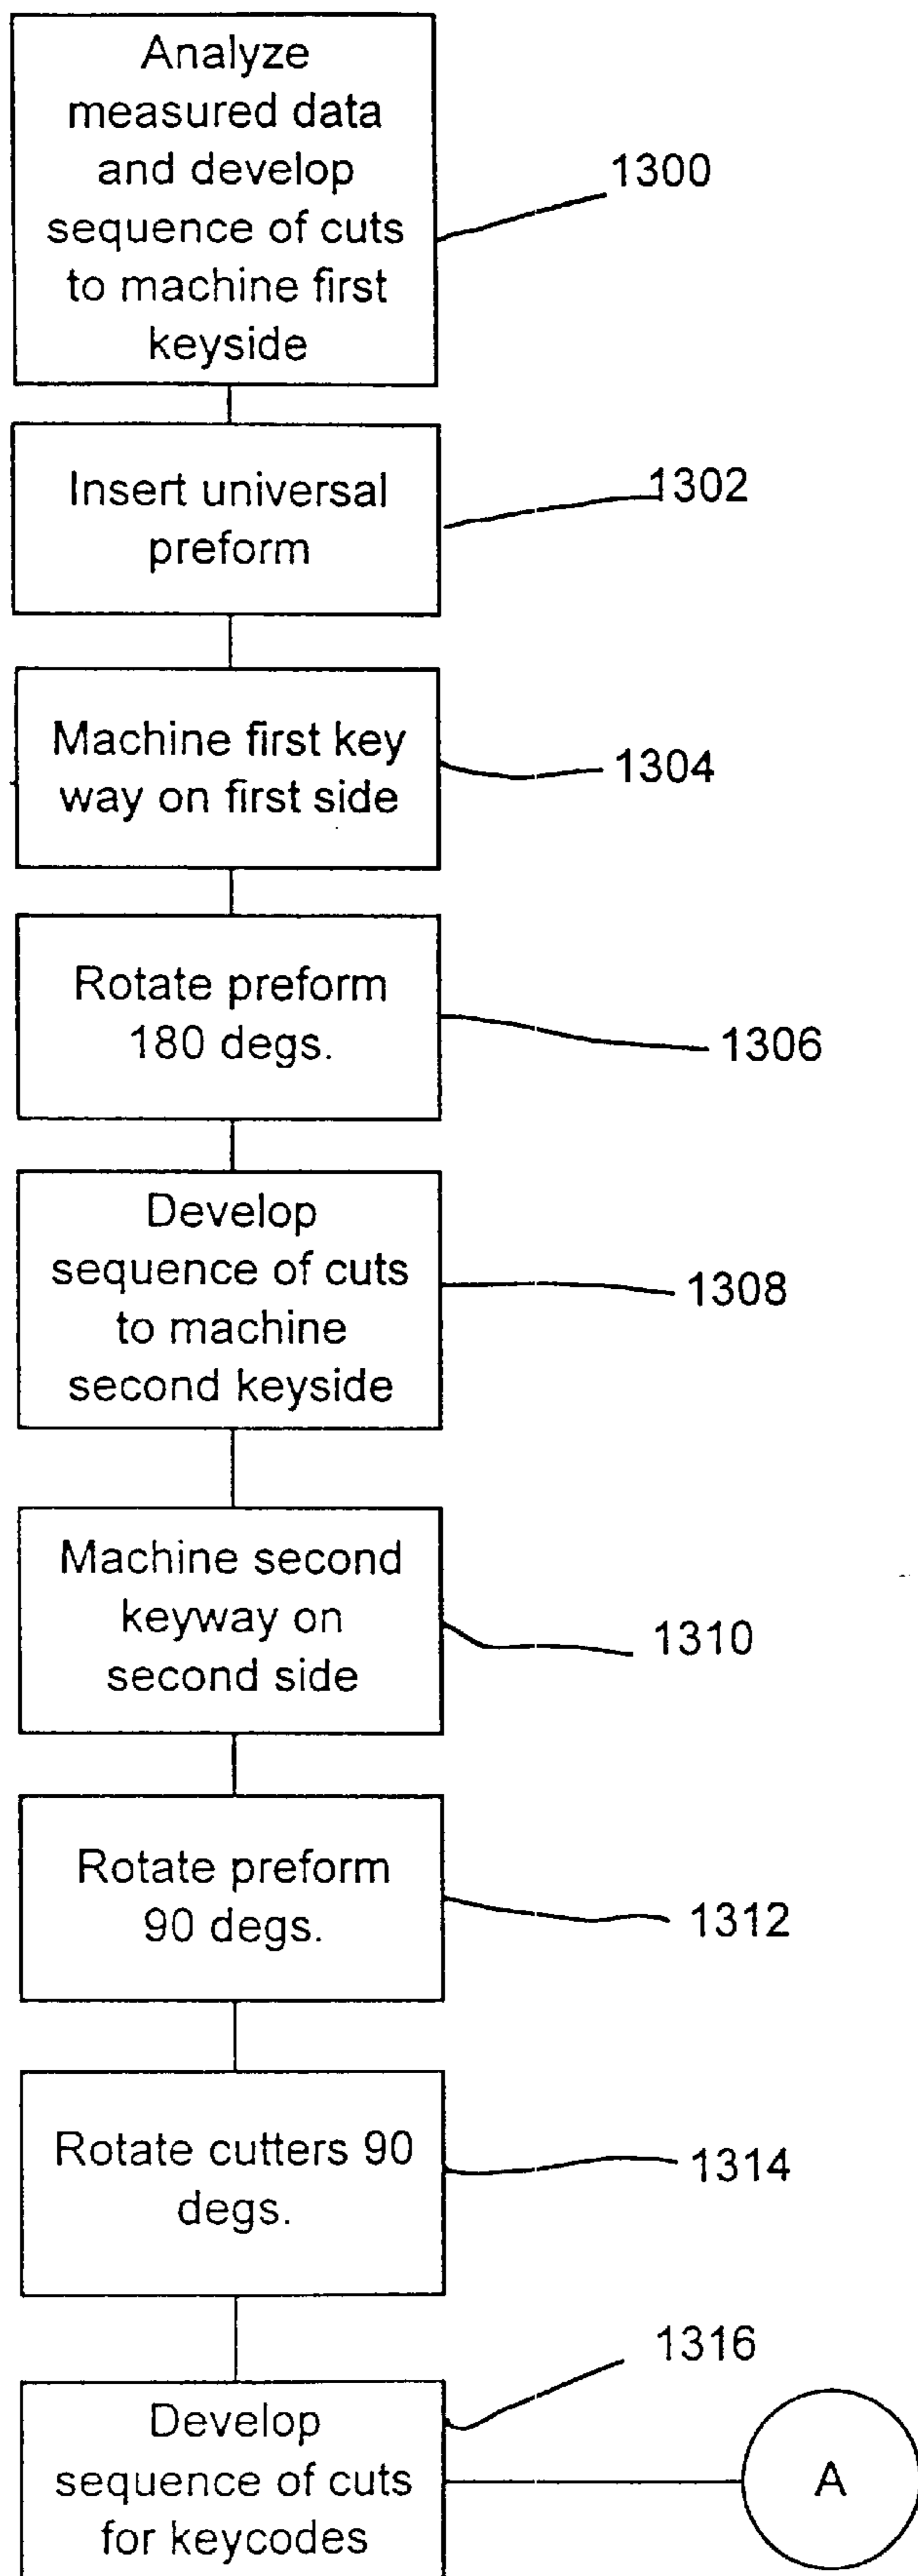 Analyze
measured data
and develop
sequence of cuts
to machine first
keyside
1300
Insert universal
preform
1302
Machine first key
way on first side
1304
Rotate preform
180 degs.
1306
Develop
sequence of cuts
to machine
second keyside
1308
Machine second
keyway on
second side
1310
Rotate preform
90 degs.
1312
Rotate cutters 90
degs.
1314
Develop
sequence of cuts
for keycodes
1316
A